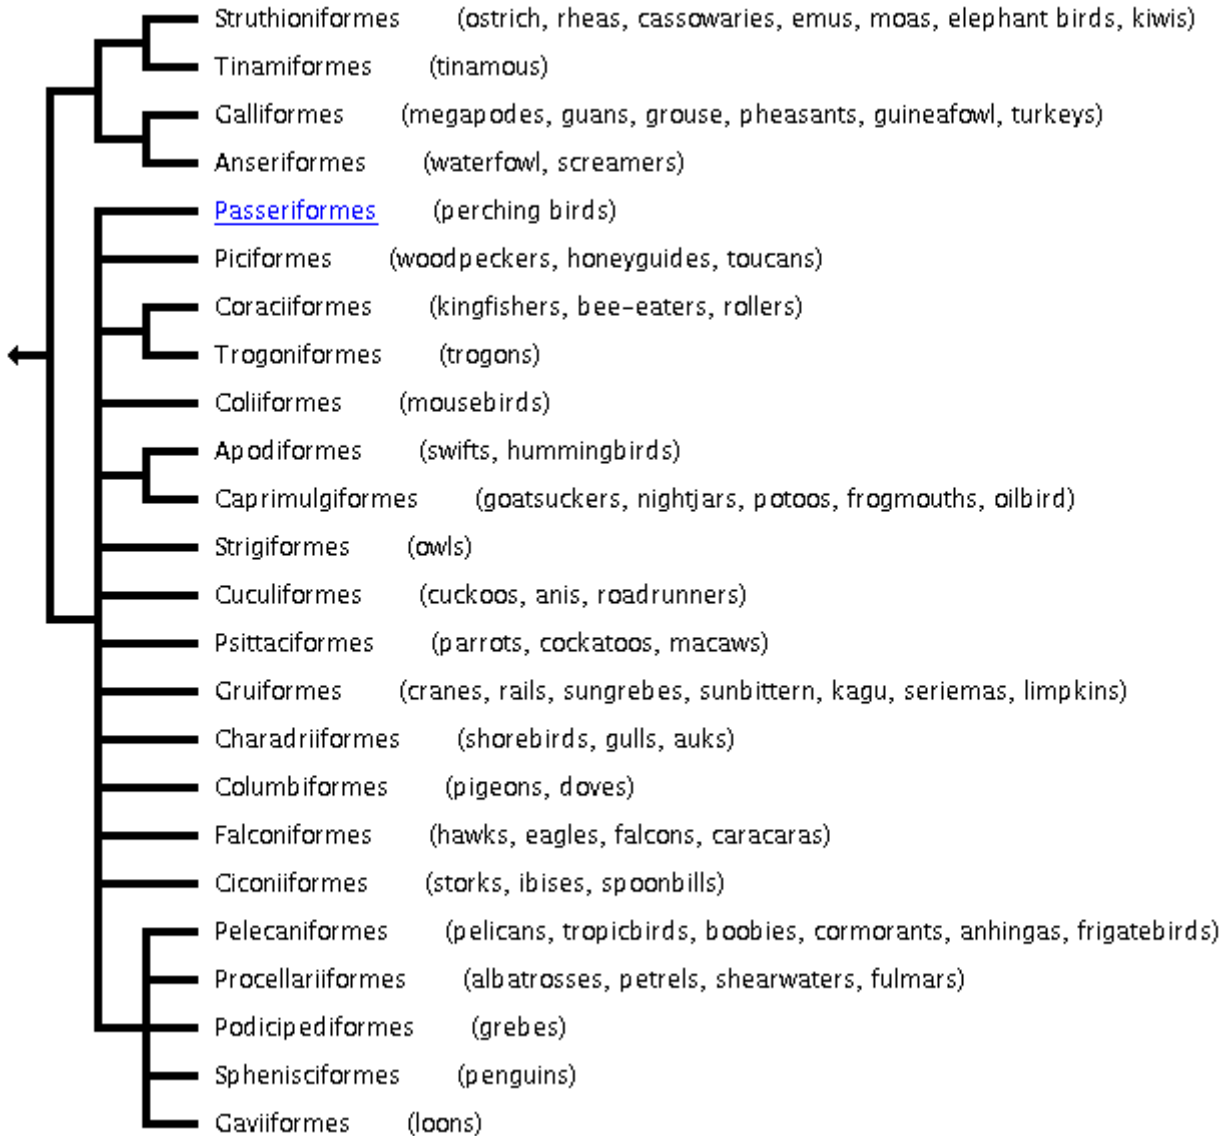 Struthioniformes (ostrich, rheas, cassowaries, emus, moas, elephant birds, kiwis)
Tinamiformes (tinamous)
Galliformes (megapodes, guans, grouse, pheasants, guineafowl, turkeys)
Anseriformes (waterfowl, screamers)
Passeriformes (perching birds)
Piciformes (woodpeckers, honeyguides, toucans)
Coraciiformes (kingfishers, bee-eaters, rollers)
Trogoniformes (trogons)
Coliiformes (mousebirds)
Apodiformes (swifts, hummingbirds)
Caprimulgiformes (goatsuckers, nightjars, potoos, frogmouths, oilbird)
Strigiformes (owls)
Cuculiformes (cuckoos, anis, roadrunners)
Psittaciformes (parrots, cockatoos, macaws)
Gruiformes (cranes, rails, sungrebes, sunbittern, kagu, seriemas, limpkins)
Charadriiformes (shorebirds, gulls, auks)
Columbiformes (pigeons, doves)
Falconiformes (hawks, eagles, falcons, caracaras)
Ciconiiformes (storks, ibises, spoonbills)
Pelecaniformes (pelicans, tropicbirds, boobies, cormorants, anhingas, frigatebirds)
Procellariiformes (albatrosses, petrels, shearwaters, fulmars)
Podicipediformes (grebes)
Sphenisciformes (penguins)
Gaviiformes (loons)